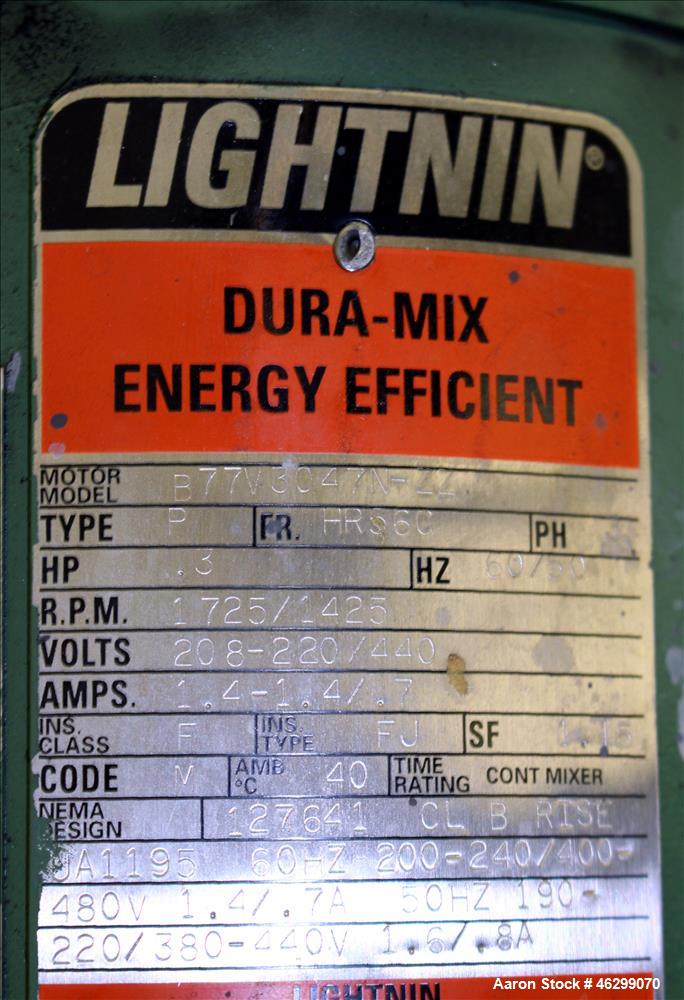 LIGHTNIN®
DURA-MIX
ENERGY EFFICIENT
MOTOR MODEL B77V3047N-ZZ
TYPE P FR. HRS56C PH
HP .3 HZ 60/50
R.P.M. 1725/1425
VOLTS 208-220/440
AMPS. 1.4-1.4/.7
INS. CLASS F INS. TYPE FJ SF 1.15
CODE M AMB °C 40 TIME RATING CONT MIXER
NEMA DESIGN 127641 CL B RISE
60HZ 200-240/400-
480V 1.4/.7A 50HZ 190-
220/380-440V 1.6/.8A
LIGHTNIN
Aaron Stock # 46299070